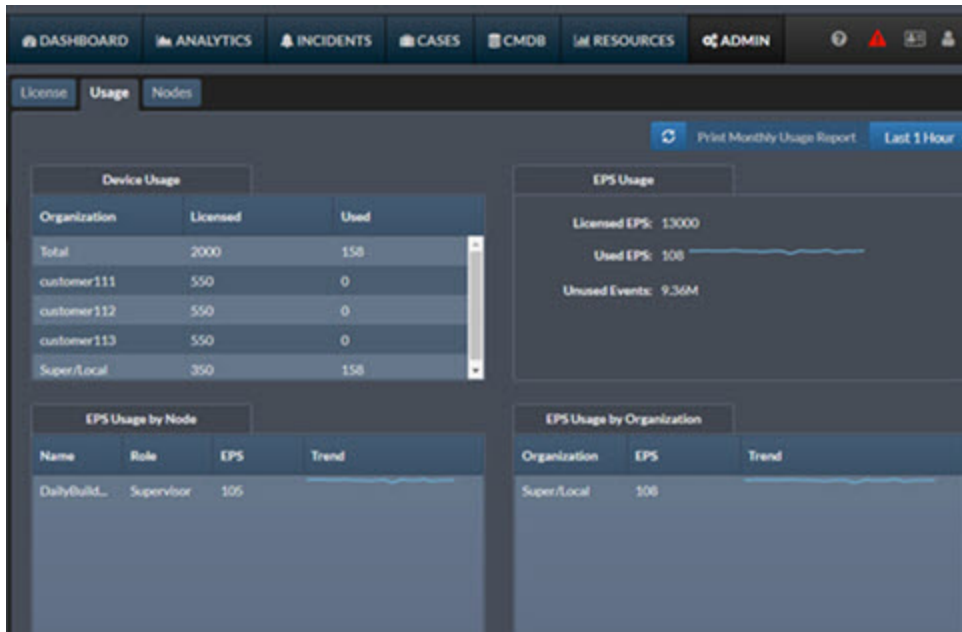 DASHBOARD ANALYTICS INCIDENTS CASES CMDB RESOURCES ADMIN
License Usage Nodes
Print Monthly Usage Report Last 1 Hour
Device Usage
Organization Licensed Used
Total 2000 158
customer111 550 0
customer112 550 0
customer113 550 0
Super/Local 350 158
EPS Usage
Licensed EPS: 13000
Used EPS: 108
Unused Events: 9.36M
EPS Usage by Node
Name Role EPS Trend
DailyBuild... Supervisor 105
EPS Usage by Organization
Organization EPS Trend
Super/Local 108